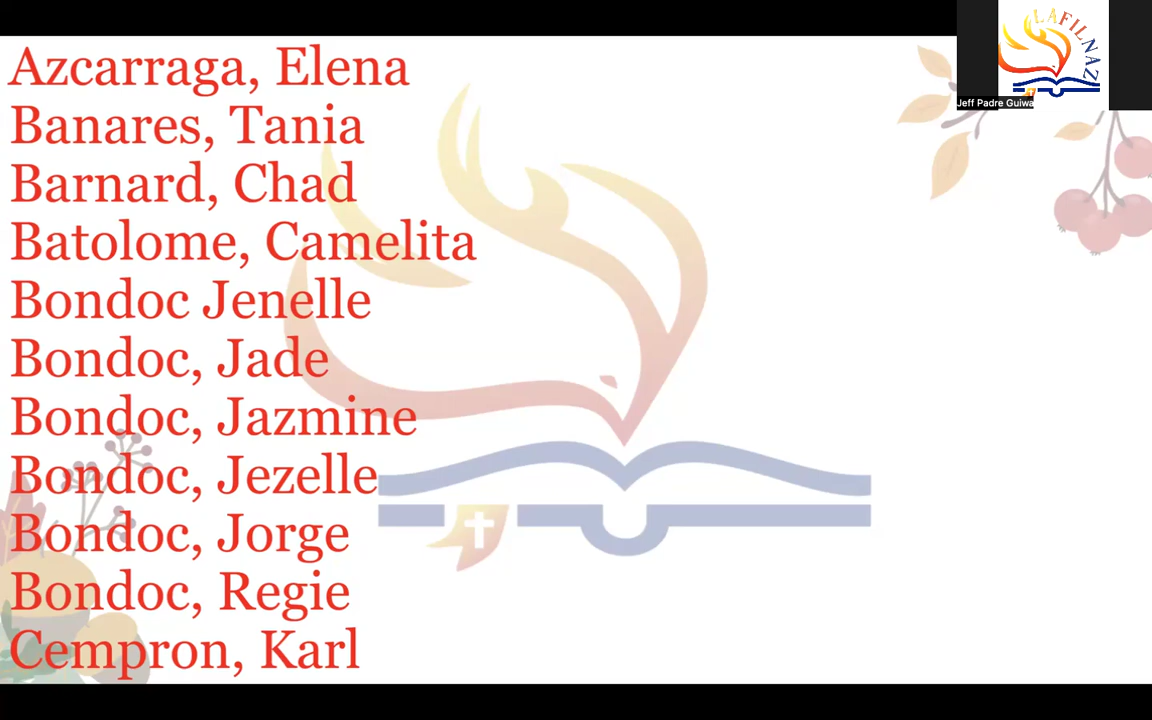 Azcarraga, Elena
Banares, Tania
Barnard, Chad
Batolome, Camelita
Bondoc Jenelle
Bondoc, Jade
Bondoc, Jazmine
Bondoc, Jezelle
Bondoc, Jorge
Bondoc, Regie
Cempron, Karl
LAFILNAZ
Jeff Padre Guiwa